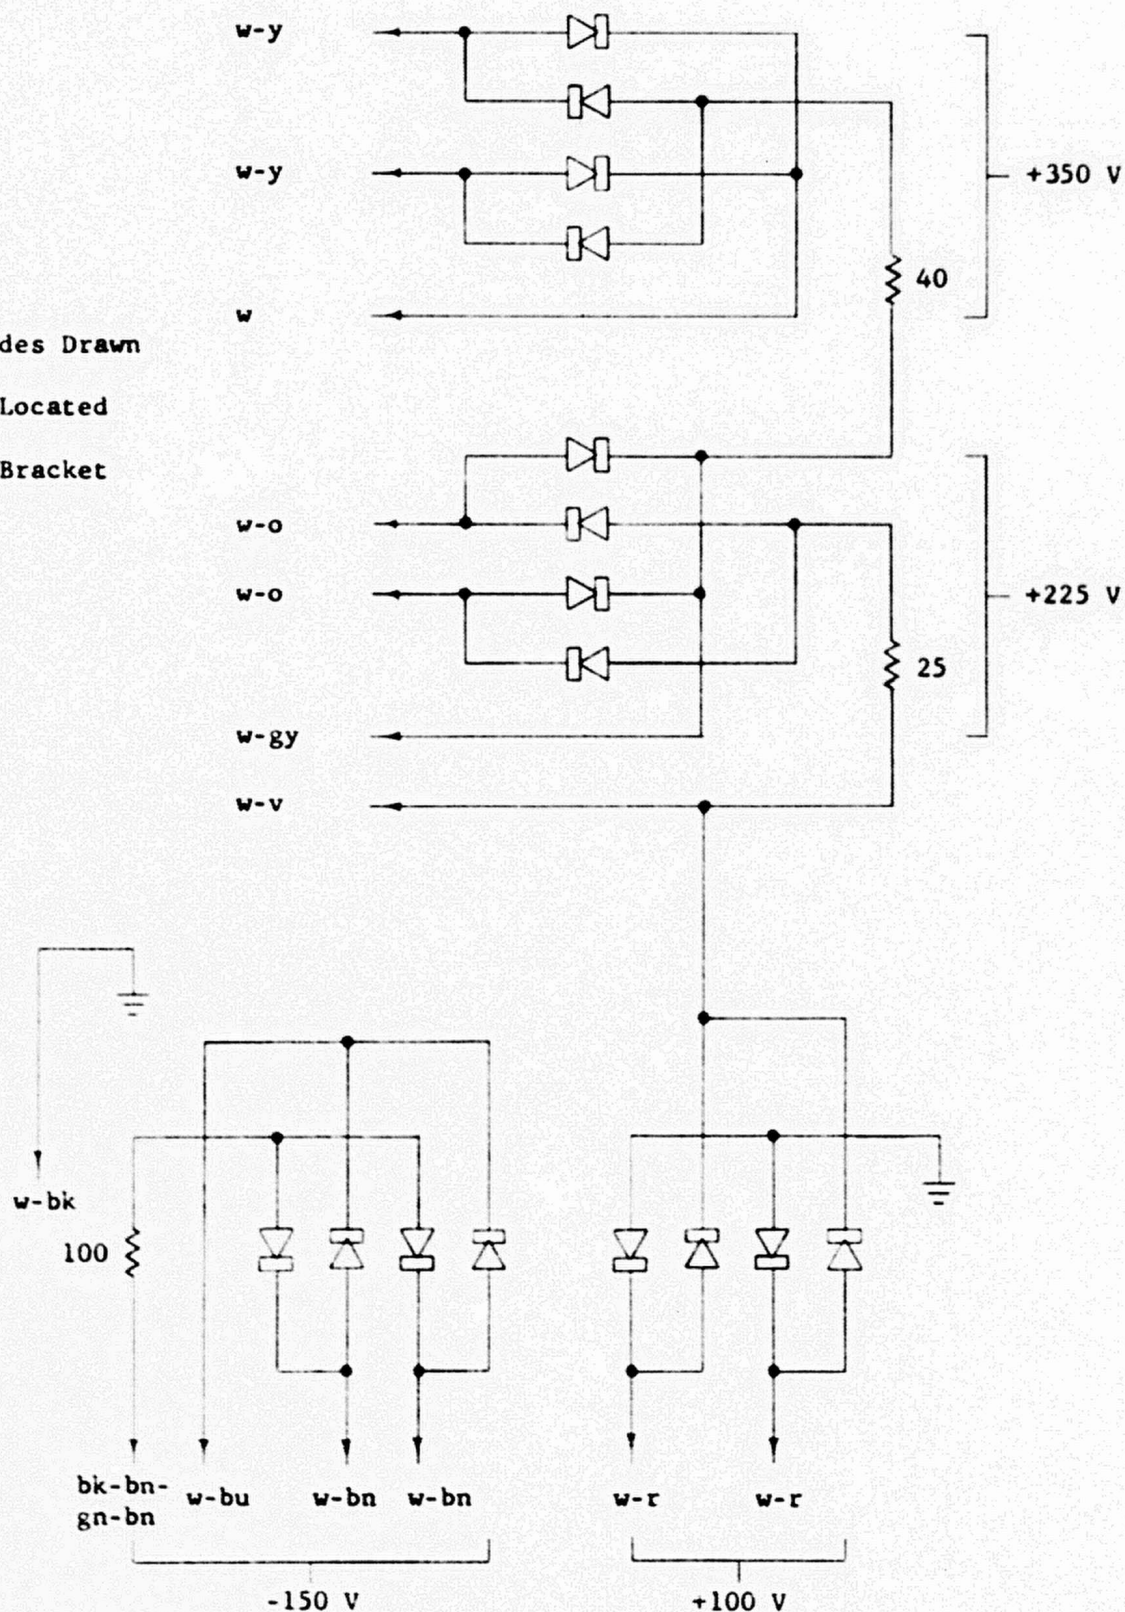 w-y
w-y
+350 V
40
w
des Drawn
Located
Bracket
w-o
w-o
+225 V
25
w-gy
w-v
w-bk
100
bk-bn-
gn-bn
w-bu
w-bn
w-bn
w-r
w-r
-150 V
+100 V